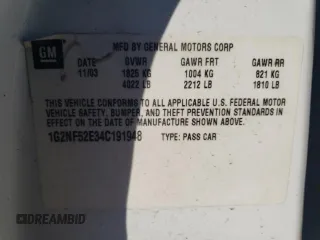 GM
MFD BY GENERAL MOTORS CORP
DATE GVWR GAWR FRT GAWR RR
11/03 1825 KG 1004 KG 821 KG
4022 LB 2212 LB 1810 LB
THIS VEHICLE CONFORMS TO ALL APPLICABLE U.S. FEDERAL MOTOR
VEHICLE SAFETY, BUMPER, AND THEFT PREVENTION STANDARDS IN
EFFECT ON THE DATE OF MANUFACTURE SHOWN ABOVE.
1G2NF52E34C191948 TYPE: PASS CAR